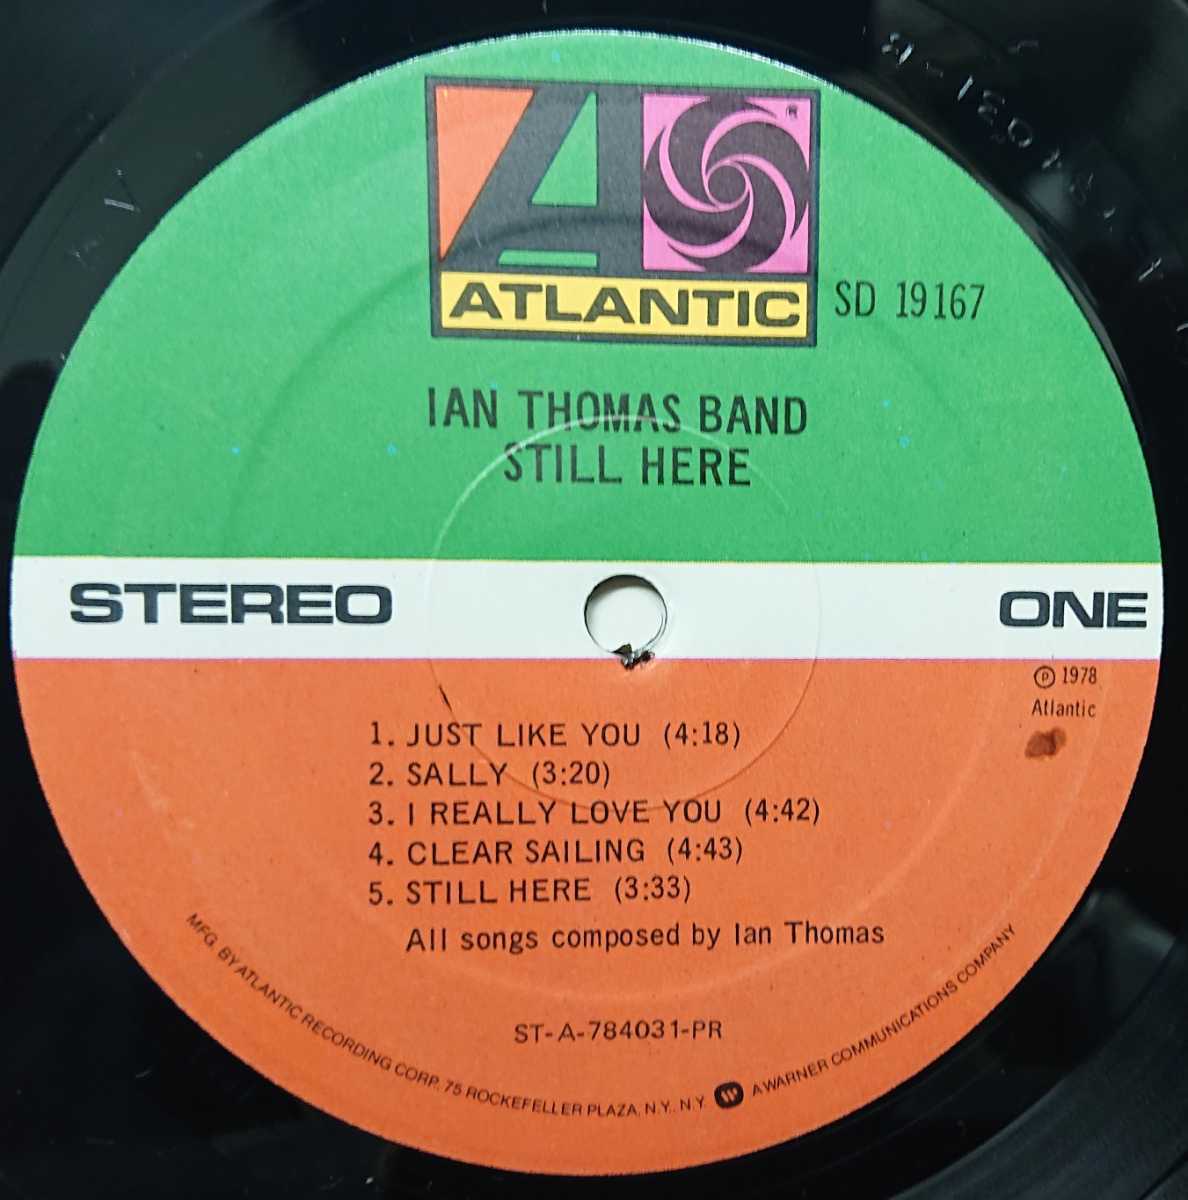 ®
ATLANTIC
SD 19167
IAN THOMAS BAND
STILL HERE
STEREO
ONE
Ⓟ 1978
Atlantic
1. JUST LIKE YOU (4:18)
2. SALLY (3:20)
3. I REALLY LOVE YOU (4:42)
4. CLEAR SAILING (4:43)
5. STILL HERE (3:33)
All songs composed by Ian Thomas
ST-A-784031-PR
MFG. BY ATLANTIC RECORDING CORP., 75 ROCKEFELLER PLAZA, N.Y., N.Y. A WARNER COMMUNICATIONS COMPANY